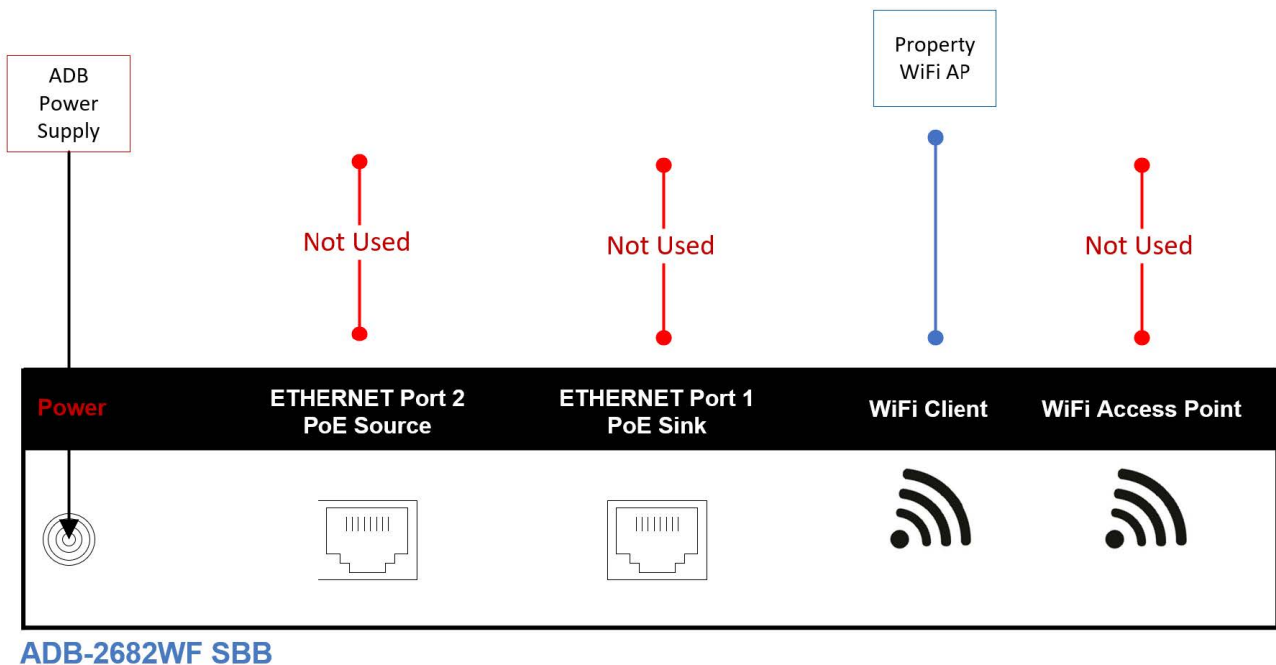 Property
WiFi AP
ADB
Power
Supply
Not Used
Not Used
Not Used
Power
ETHERNET Port 2
PoE Source
ETHERNET Port 1
PoE Sink
WiFi Client
WiFi Access Point
ADB-2682WF SBB